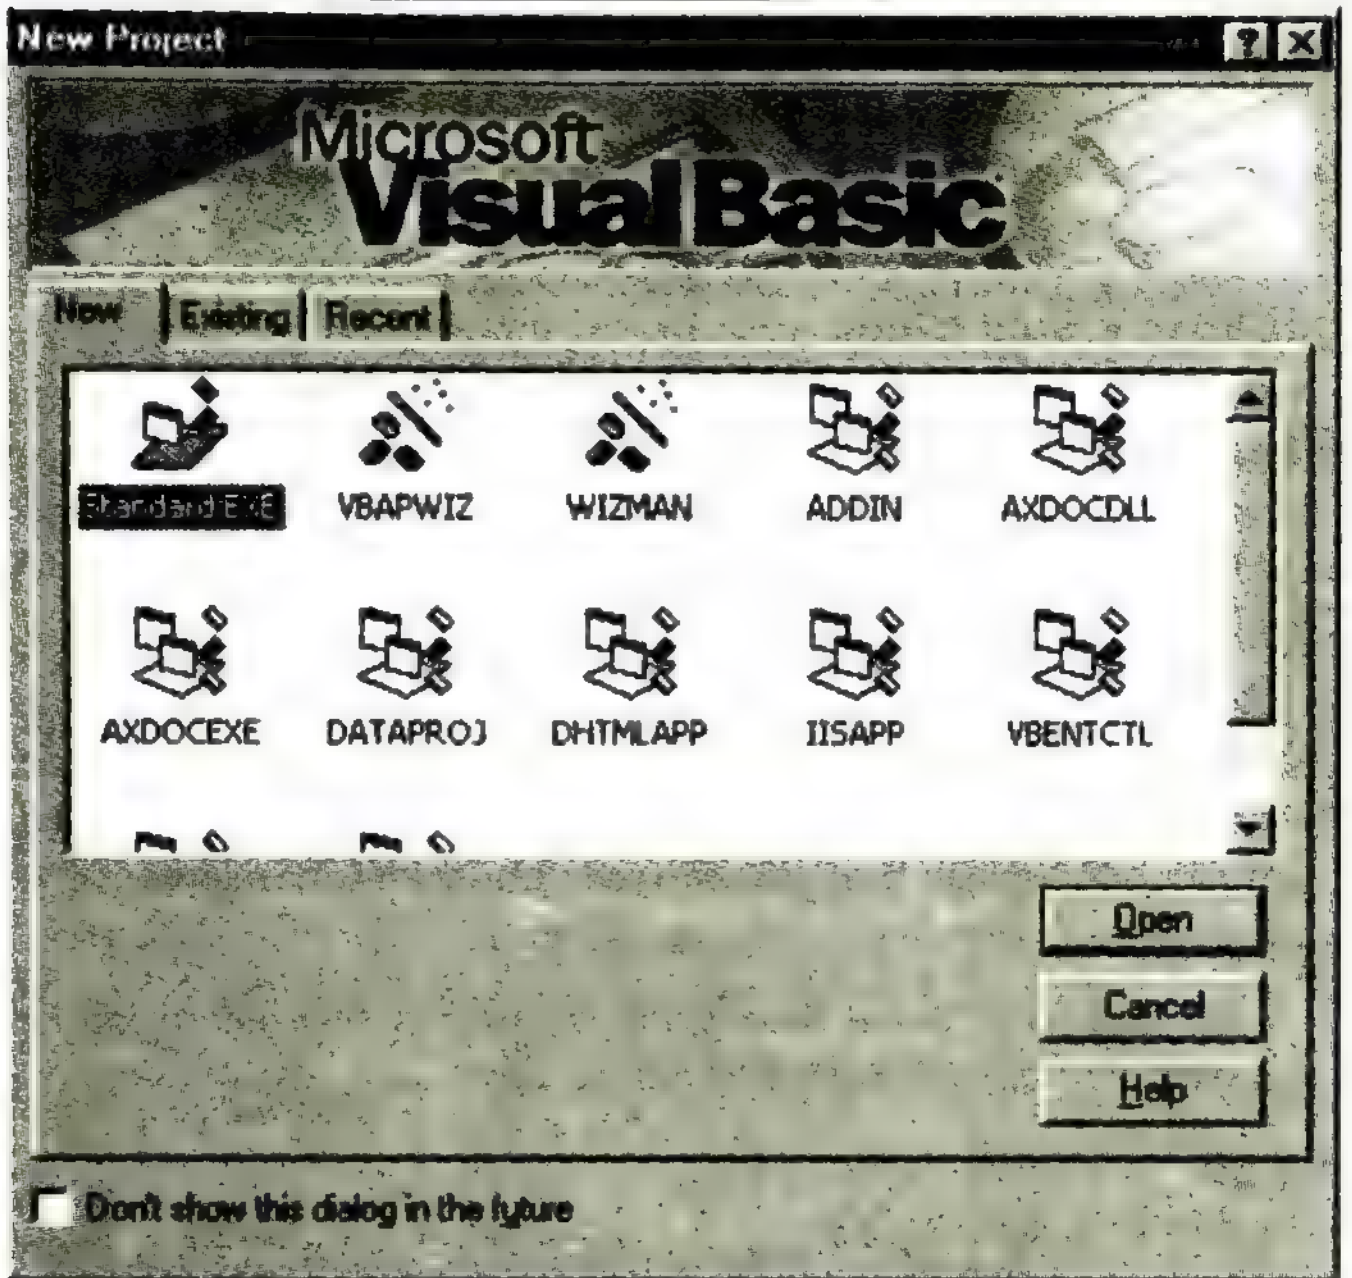 New Project
Microsoft
Visual Basic
New Existing Recent
Standard EXE VBAPWIZ WIZMAN ADDIN AXDOCDLL
AXDOCEXE DATAPROJ DHTMLAPP IISAPP VBENTCTL
Open
Cancel
Help
Don't show this dialog in the future